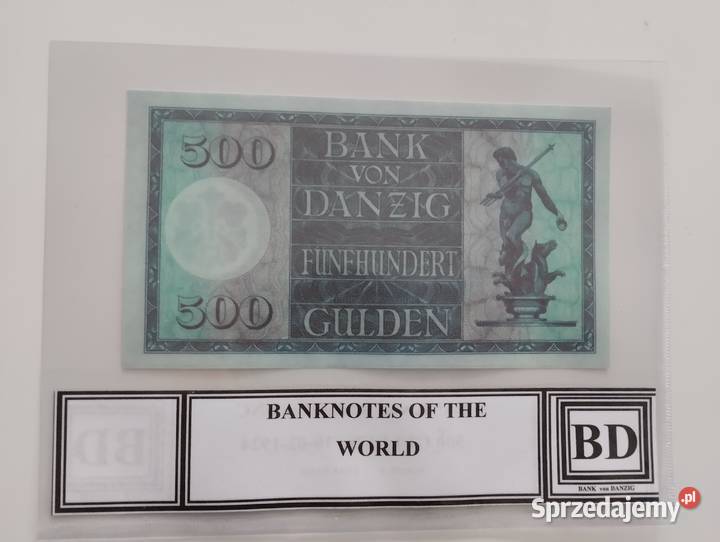 500
BANK
VON
DANZIG
FÜNFHUNDERT
500
GULDEN
BANKNOTES OF THE
WORLD
BD
BANK von DANZIG
Sprzedajemy.pl